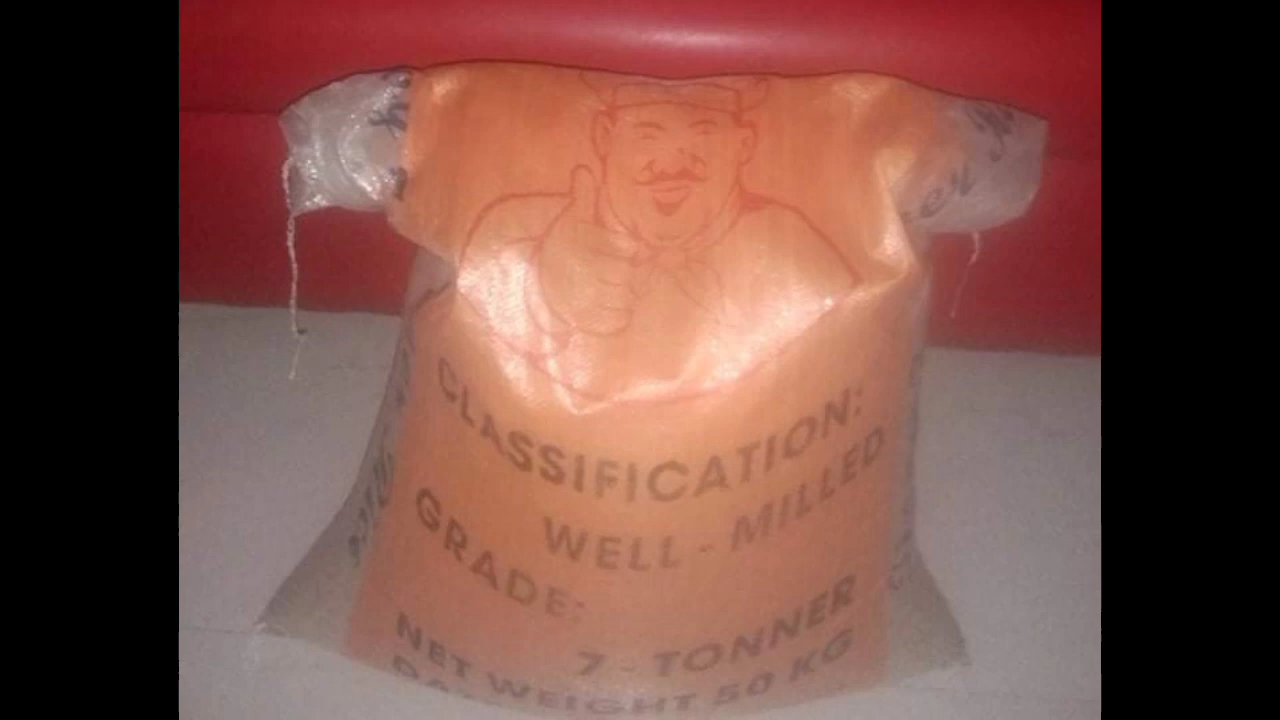 CLASSIFICATION:
WELL - MILLED
GRADE:
7 - TONNER
NET WEIGHT 50 KG